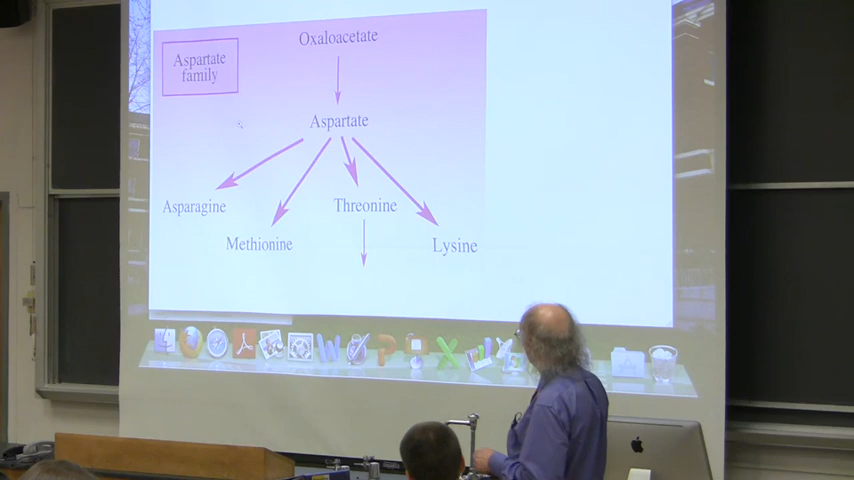 Oxaloacetate
Aspartate
family
Aspartate
Asparagine
Threonine
Methionine
Lysine